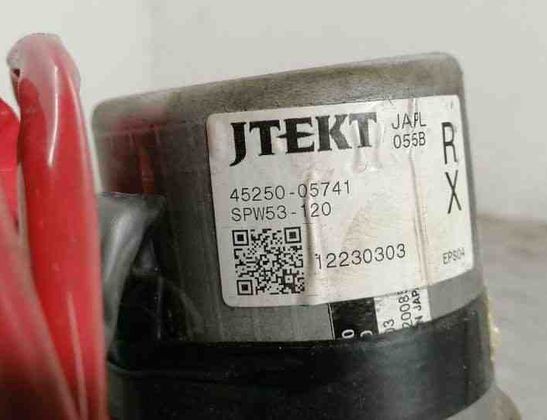 JTEKT
JAPL
055B
R
X
45250-05741
SPW53-120
12230303
EPS04